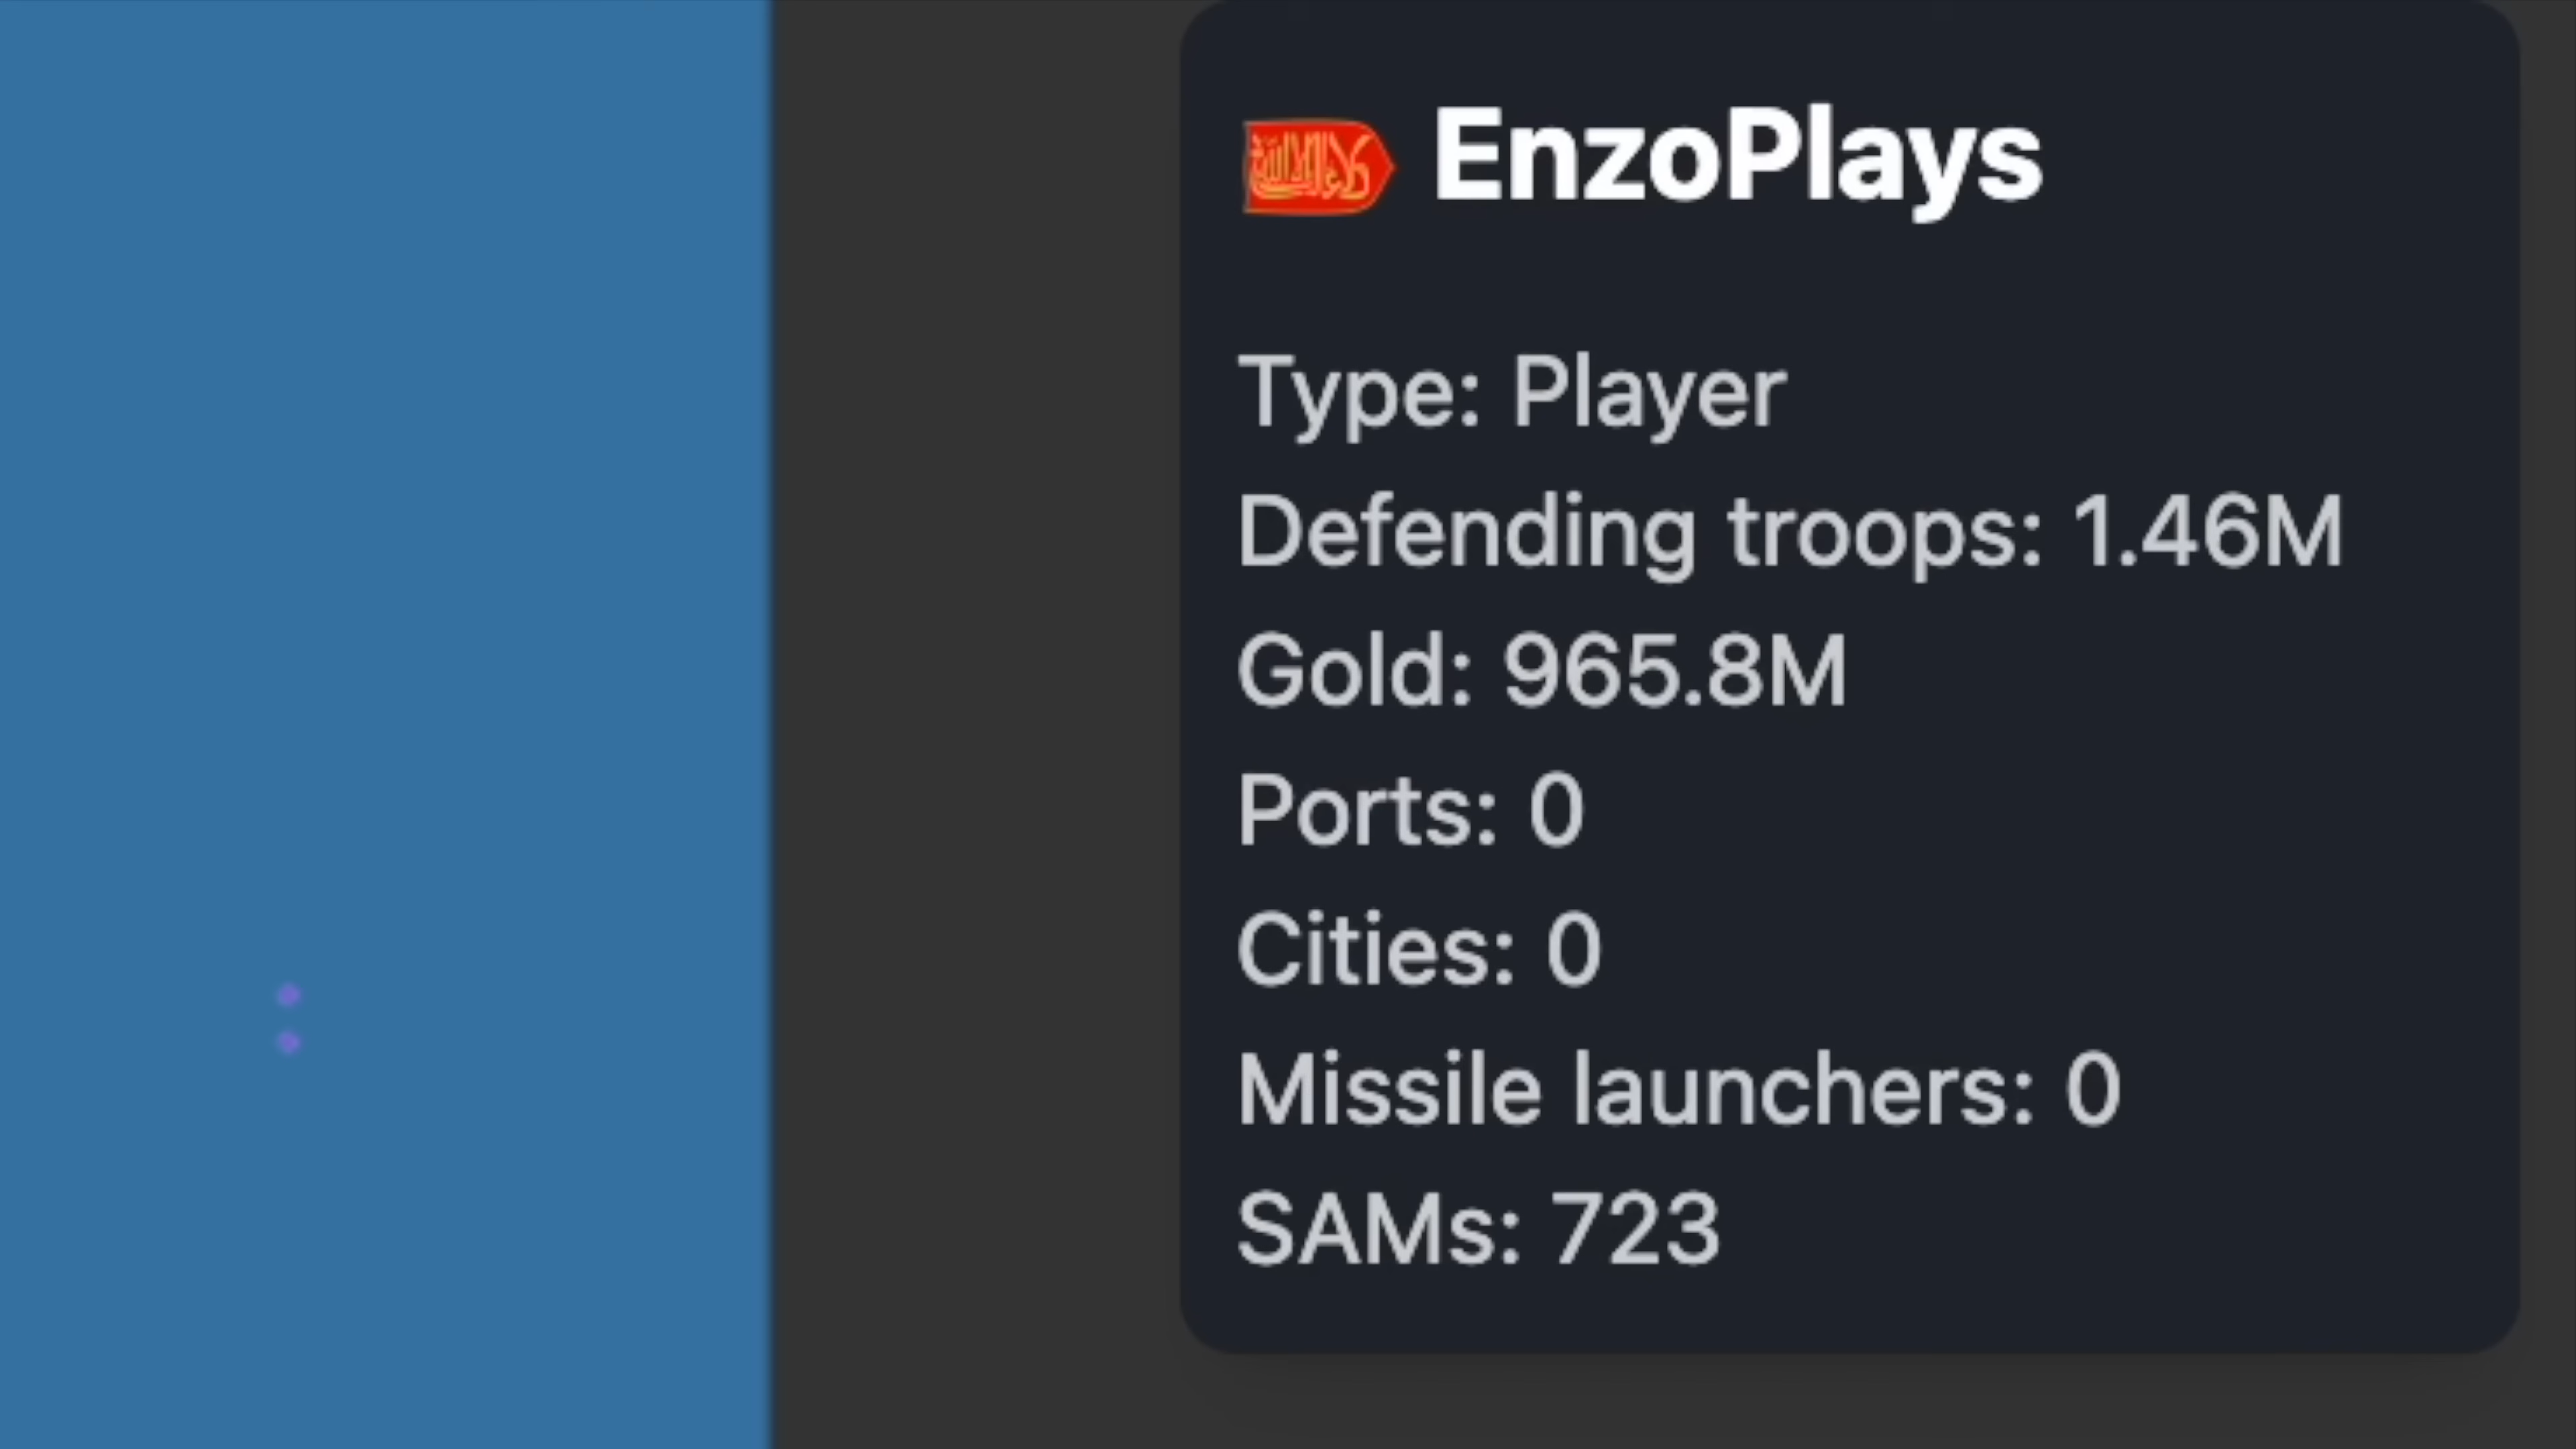 EnzoPlays
Type: Player
Defending troops: 1.46M
Gold: 965.8M
Ports: 0
Cities: 0
Missile launchers: 0
SAMs: 723